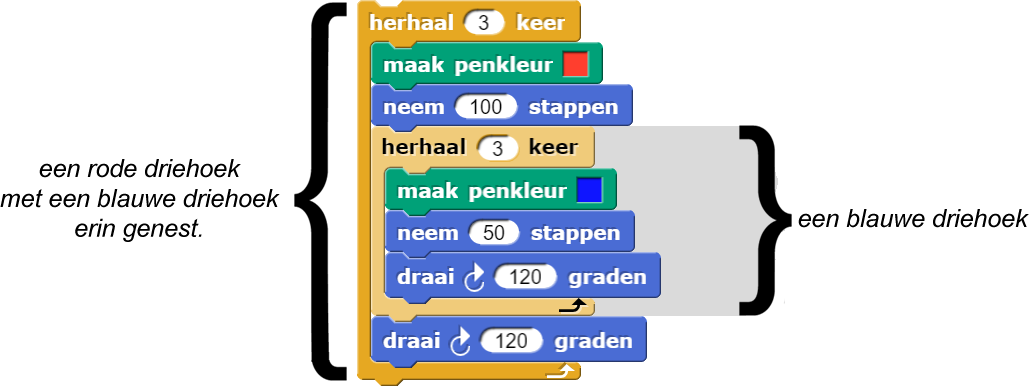 herhaal 3 keer
maak penkleur
neem 100 stappen
herhaal 3 keer
maak penkleur
neem 50 stappen
draai 120 graden
draai 120 graden
een rode driehoek
met een blauwe driehoek
erin genest.
een blauwe driehoek